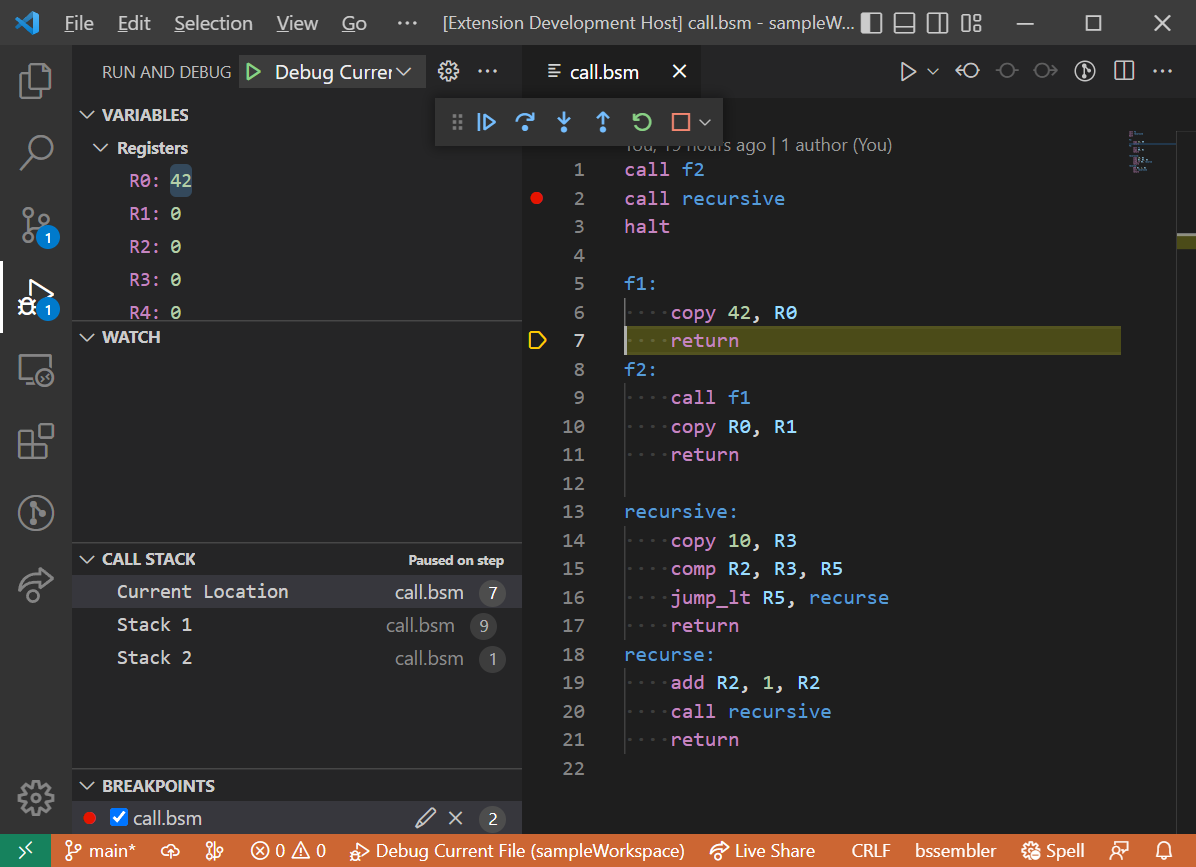 File Edit Selection View Go ··· [Extension Development Host] call.bsm - sampleW...
RUN AND DEBUG Debug Curre ···
call.bsm
VARIABLES
Registers
R0: 42
R1: 0
R2: 0
R3: 0
R4: 0
WATCH
CALL STACK Paused on step
Current Location call.bsm 7
Stack 1 call.bsm 9
Stack 2 call.bsm 1
BREAKPOINTS
call.bsm 2
1
1
You, 19 hours ago | 1 author (You)
1 call f2
2 call recursive
3 halt
4
5 f1:
6 ····copy 42, R0
7 ····return
8 f2:
9 ····call f1
10 ····copy R0, R1
11 ····return
12
13 recursive:
14 ····copy 10, R3
15 ····comp R2, R3, R5
16 ····jump_lt R5, recurse
17 ····return
18 recurse:
19 ····add R2, 1, R2
20 ····call recursive
21 ····return
22
main* 0 0 Debug Current File (sampleWorkspace) Live Share CRLF bssembler Spell